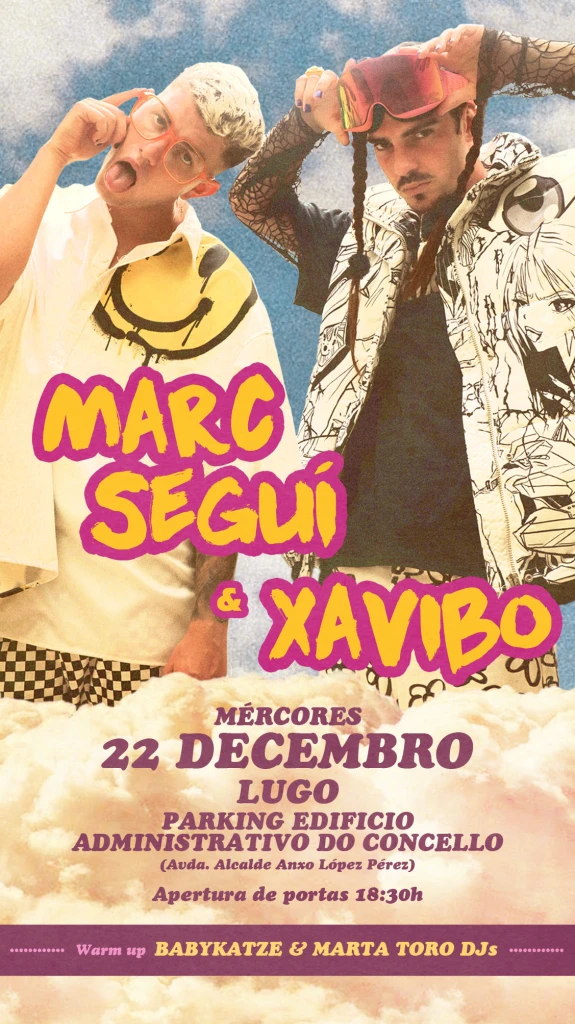 MARC
SEGUÍ
& XAVIBO
MÉRCORES
22 DECEMBRO
LUGO
PARKING EDIFICIO
ADMINISTRATIVO DO CONCELLO
(Avda. Alcalde Anxo López Pérez)
Apertura de portas 18:30h
Warm up BABYKATZE & MARTA TORO DJs